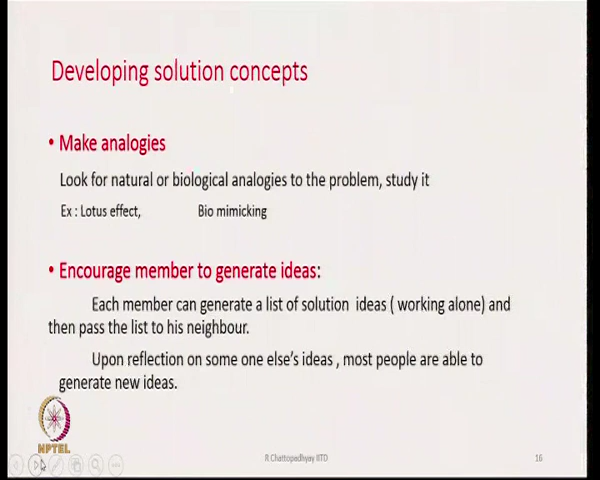 Developing solution concepts
• Make analogies
Look for natural or biological analogies to the problem, study it
Ex : Lotus effect, Bio mimicking
• Encourage member to generate ideas:
Each member can generate a list of solution ideas ( working alone) and
then pass the list to his neighbour.
Upon reflection on some one else's ideas , most people are able to
generate new ideas.
NPTEL
R Chattopadhyay IITD 16